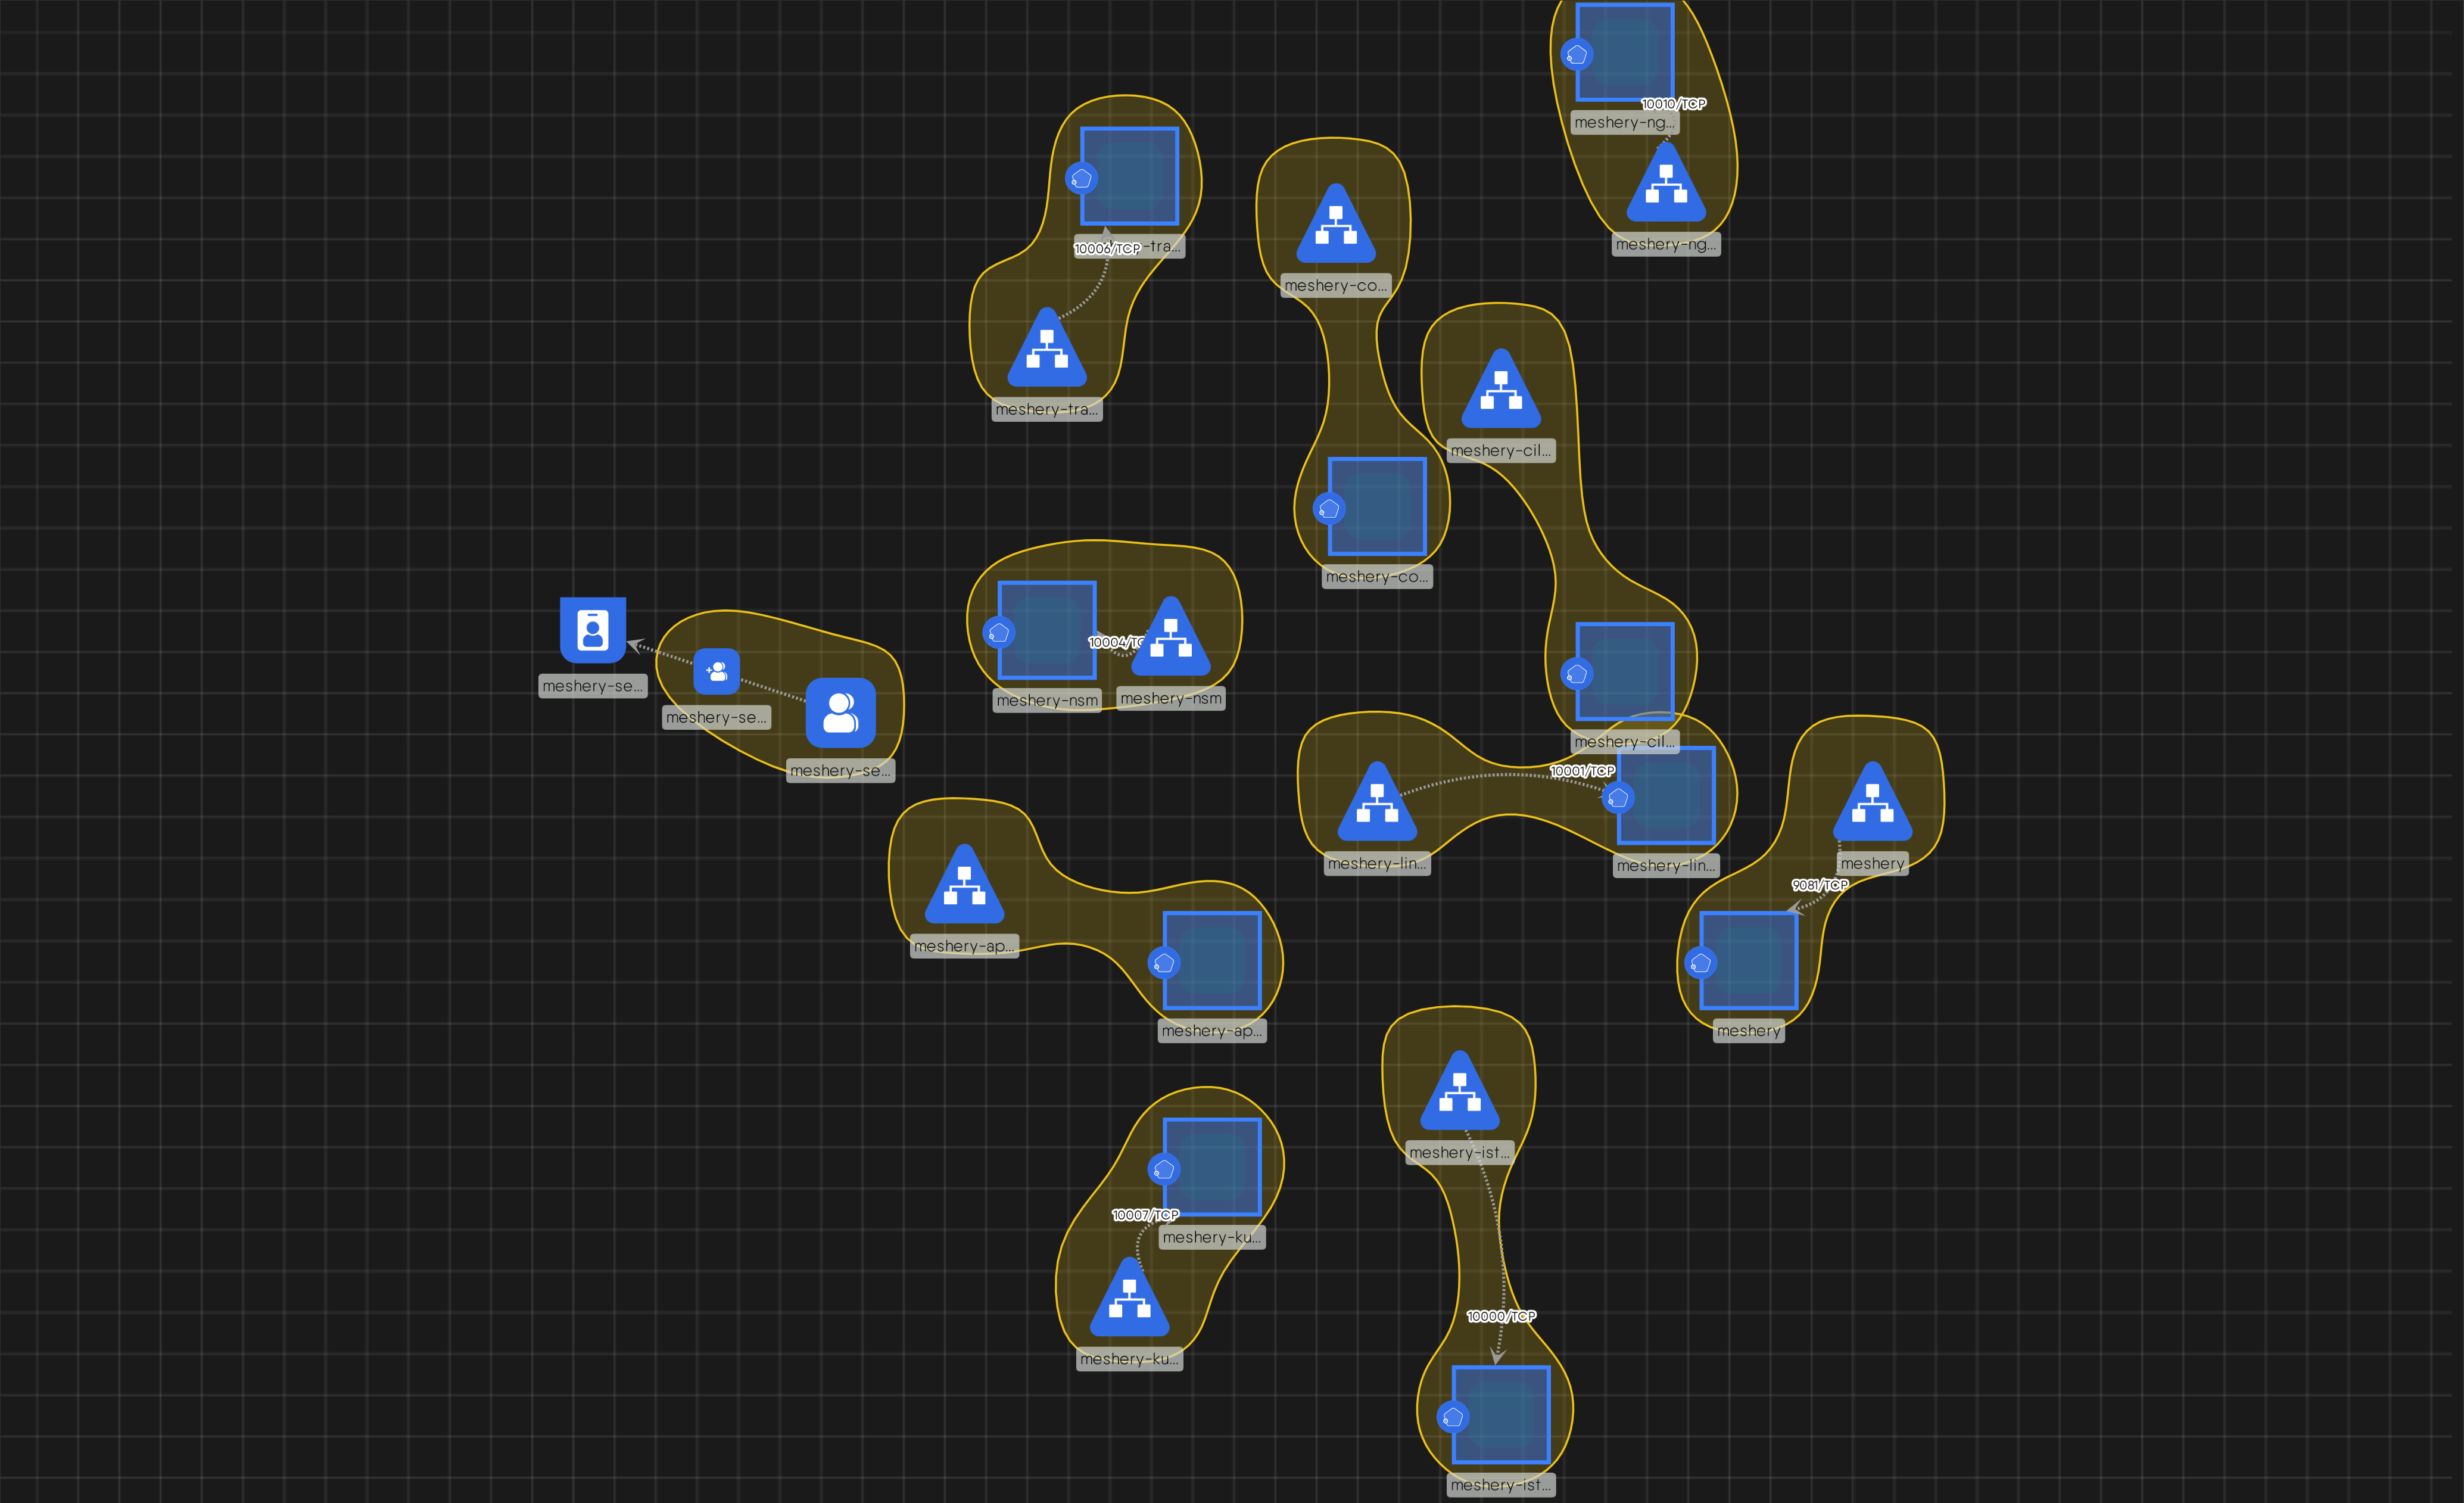 10010/TCP
meshery-ng...
meshery-ng...
-tra...
10006/TCP
meshery-tra...
meshery-co...
meshery-co...
meshery-cil...
meshery-cil...
meshery-se...
meshery-se...
meshery-se...
10004/TC
meshery-nsm
meshery-nsm
10001/TCP
meshery-lin...
meshery-lin...
meshery
9081/TCP
meshery
meshery-ap...
meshery-ap...
meshery-ist...
10000/TCP
meshery-ist...
10007/TCP
meshery-ku...
meshery-ku...